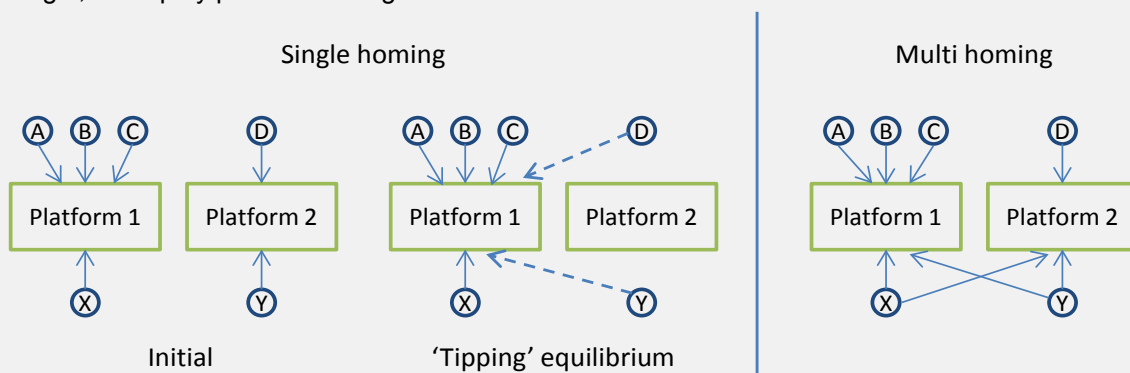 Single homing
Multi homing
A B C D A B C D A B C D
Platform 1 Platform 2 Platform 1 Platform 2 Platform 1 Platform 2
X Y X Y X Y
Initial
'Tipping' equilibrium